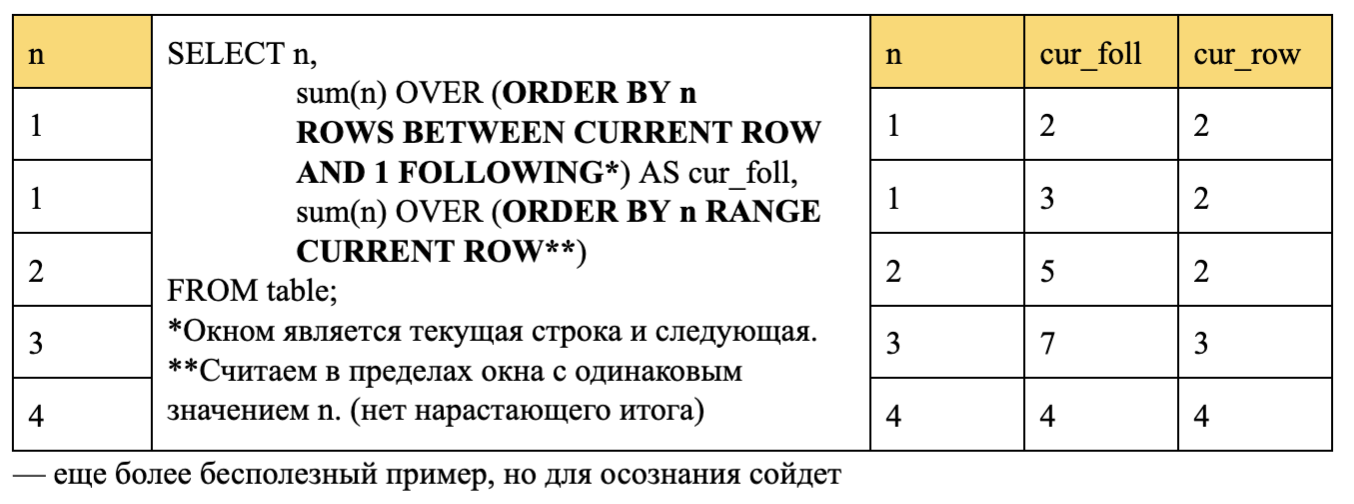 n
1
1
2
3
4
SELECT n,
sum(n) OVER (ORDER BY n
ROWS BETWEEN CURRENT ROW
AND 1 FOLLOWING*) AS cur_foll,
sum(n) OVER (ORDER BY n RANGE
CURRENT ROW**)
FROM table;
*Окном является текущая строка и следующая.
**Считаем в пределах окна с одинаковым
значением n. (нет нарастающего итога)
n cur_foll cur_row
1 2 2
1 3 2
2 5 2
3 7 3
4 4 4
— еще более бесполезный пример, но для осознания сойдет